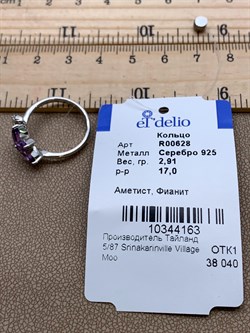 el delio
Кольцо
Арт R00628
Металл Серебро 925
Вес, гр. 2,91
р-р 17,0
Аметист, Фианит
10344163
Производитель Тайланд
5/87 Srinakarinville Village
Moo
ОТК1
38 040